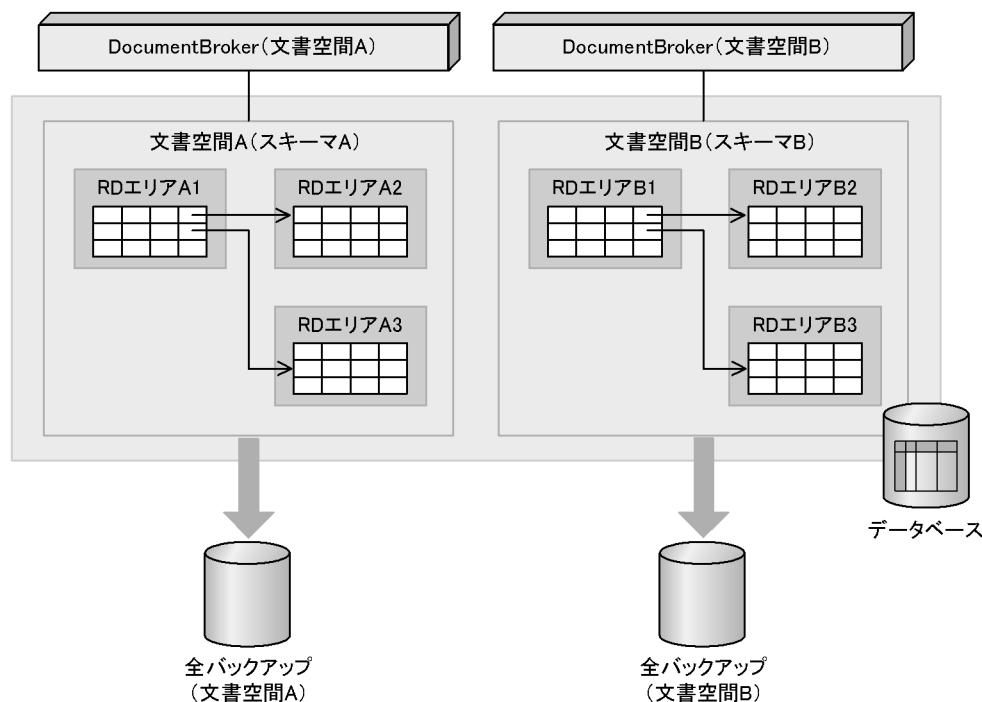 DocumentBroker（文書空間A）
DocumentBroker（文書空間B）
文書空間A（スキーマA）
文書空間B（スキーマB）
RDエリアA1
RDエリアA2
RDエリアB1
RDエリアB2
RDエリアA3
RDエリアB3
データベース
全バックアップ
（文書空間A）
全バックアップ
（文書空間B）